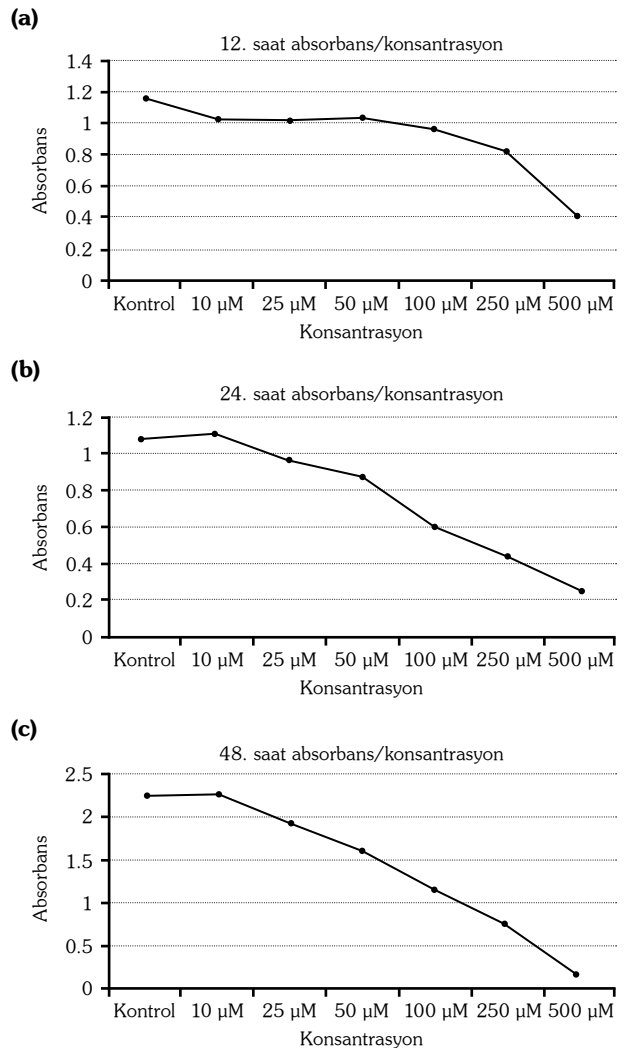 (a)
12. saat absorbans/konsantrasyon
1.4
1.2
1
0.8
0.6
0.4
0.2
0
Absorbans
Kontrol 10 µM 25 µM 50 µM 100 µM 250 µM 500 µM
Konsantrasyon
(b)
24. saat absorbans/konsantrasyon
1.2
1
0.8
0.6
0.4
0.2
0
Absorbans
Kontrol 10 µM 25 µM 50 µM 100 µM 250 µM 500 µM
Konsantrasyon
(c)
48. saat absorbans/konsantrasyon
2.5
2
1.5
1
0.5
0
Absorbans
Kontrol 10 µM 25 µM 50 µM 100 µM 250 µM 500 µM
Konsantrasyon